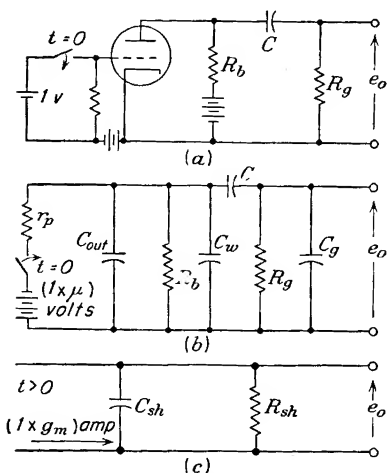 t=0
1v
C
R_b
R_g
e_o
(a)
C
r_p
t=0
(1×μ)
volts
C_out
R_b
C_w
R_g
C_g
e_o
(b)
t>0
(1×g_m) amp
C_sh
R_sh
e_o
(c)